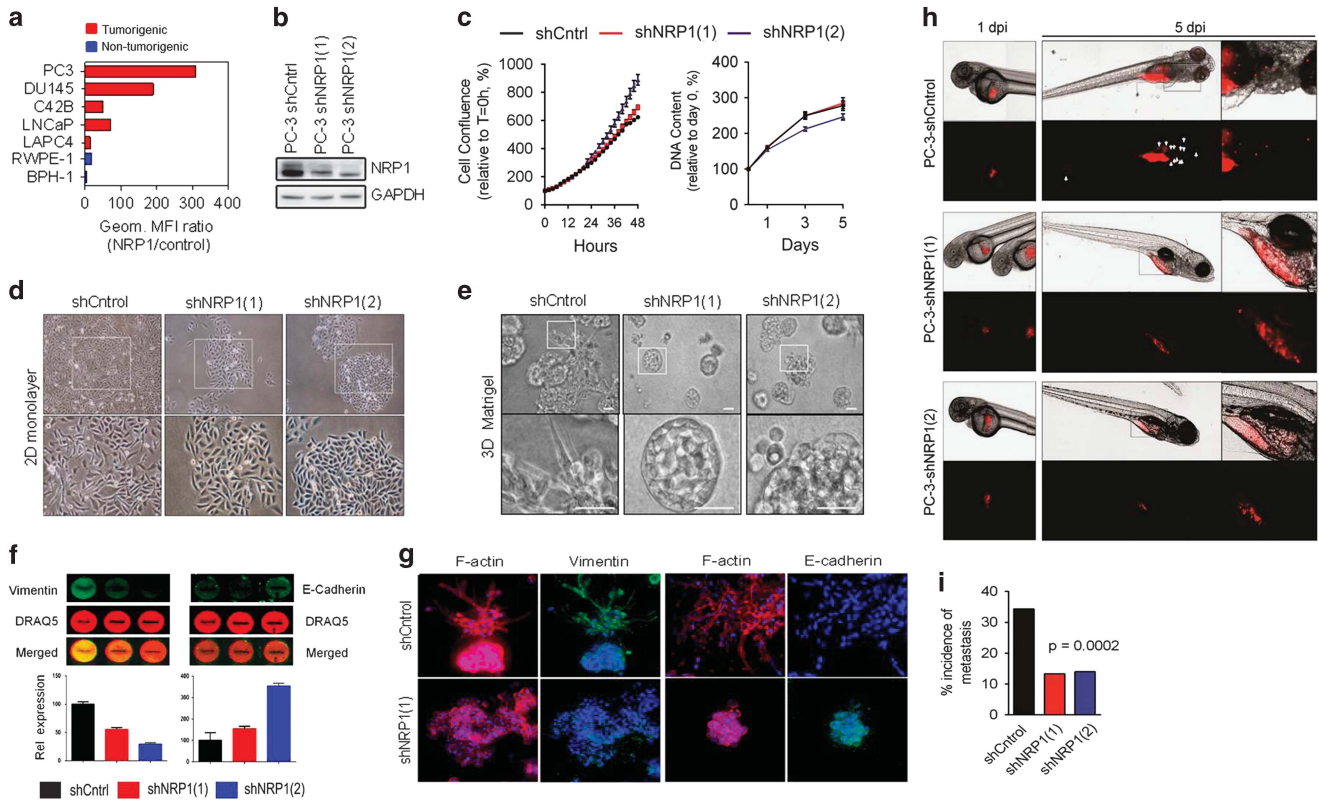 a
Tumorigenic
Non-tumorigenic
PC3
DU145
C42B
LNCaP
LAPC4
RWPE-1
BPH-1
0 100 200 300 400
Geom. MFI ratio
(NRP1/control)
b
PC-3 shCntrl
PC-3 shNRP1(1)
PC-3 shNRP1(2)
NRP1
GAPDH
c
shCntrl shNRP1(1) shNRP1(2)
Cell Confluence
(relative to T=0h, %)
1000
800
600
400
200
0
0 12 24 36 48
Hours
DNA Content
(relative to day 0, %)
400
300
200
100
0
1 3 5
Days
d
shCntrol shNRP1(1) shNRP1(2)
2D monolayer
e
shCntrol shNRP1(1) shNRP1(2)
3D Matrigel
f
Vimentin
DRAQ5
Merged
E-Cadherin
DRAQ5
Merged
Rel expression
150
100
50
0
400
300
200
100
0
shCntrl shNRP1(1) shNRP1(2)
g
F-actin Vimentin F-actin E-cadherin
shCntrol
shNRP1(1)
h
1 dpi 5 dpi
PC-3-shCntrol
PC-3-shNRP1(1)
PC-3-shNRP1(2)
i
% incidence of
metastasis
40
30
20
10
0
p = 0.0002
shCntrol
shNRP1(1)
shNRP1(2)